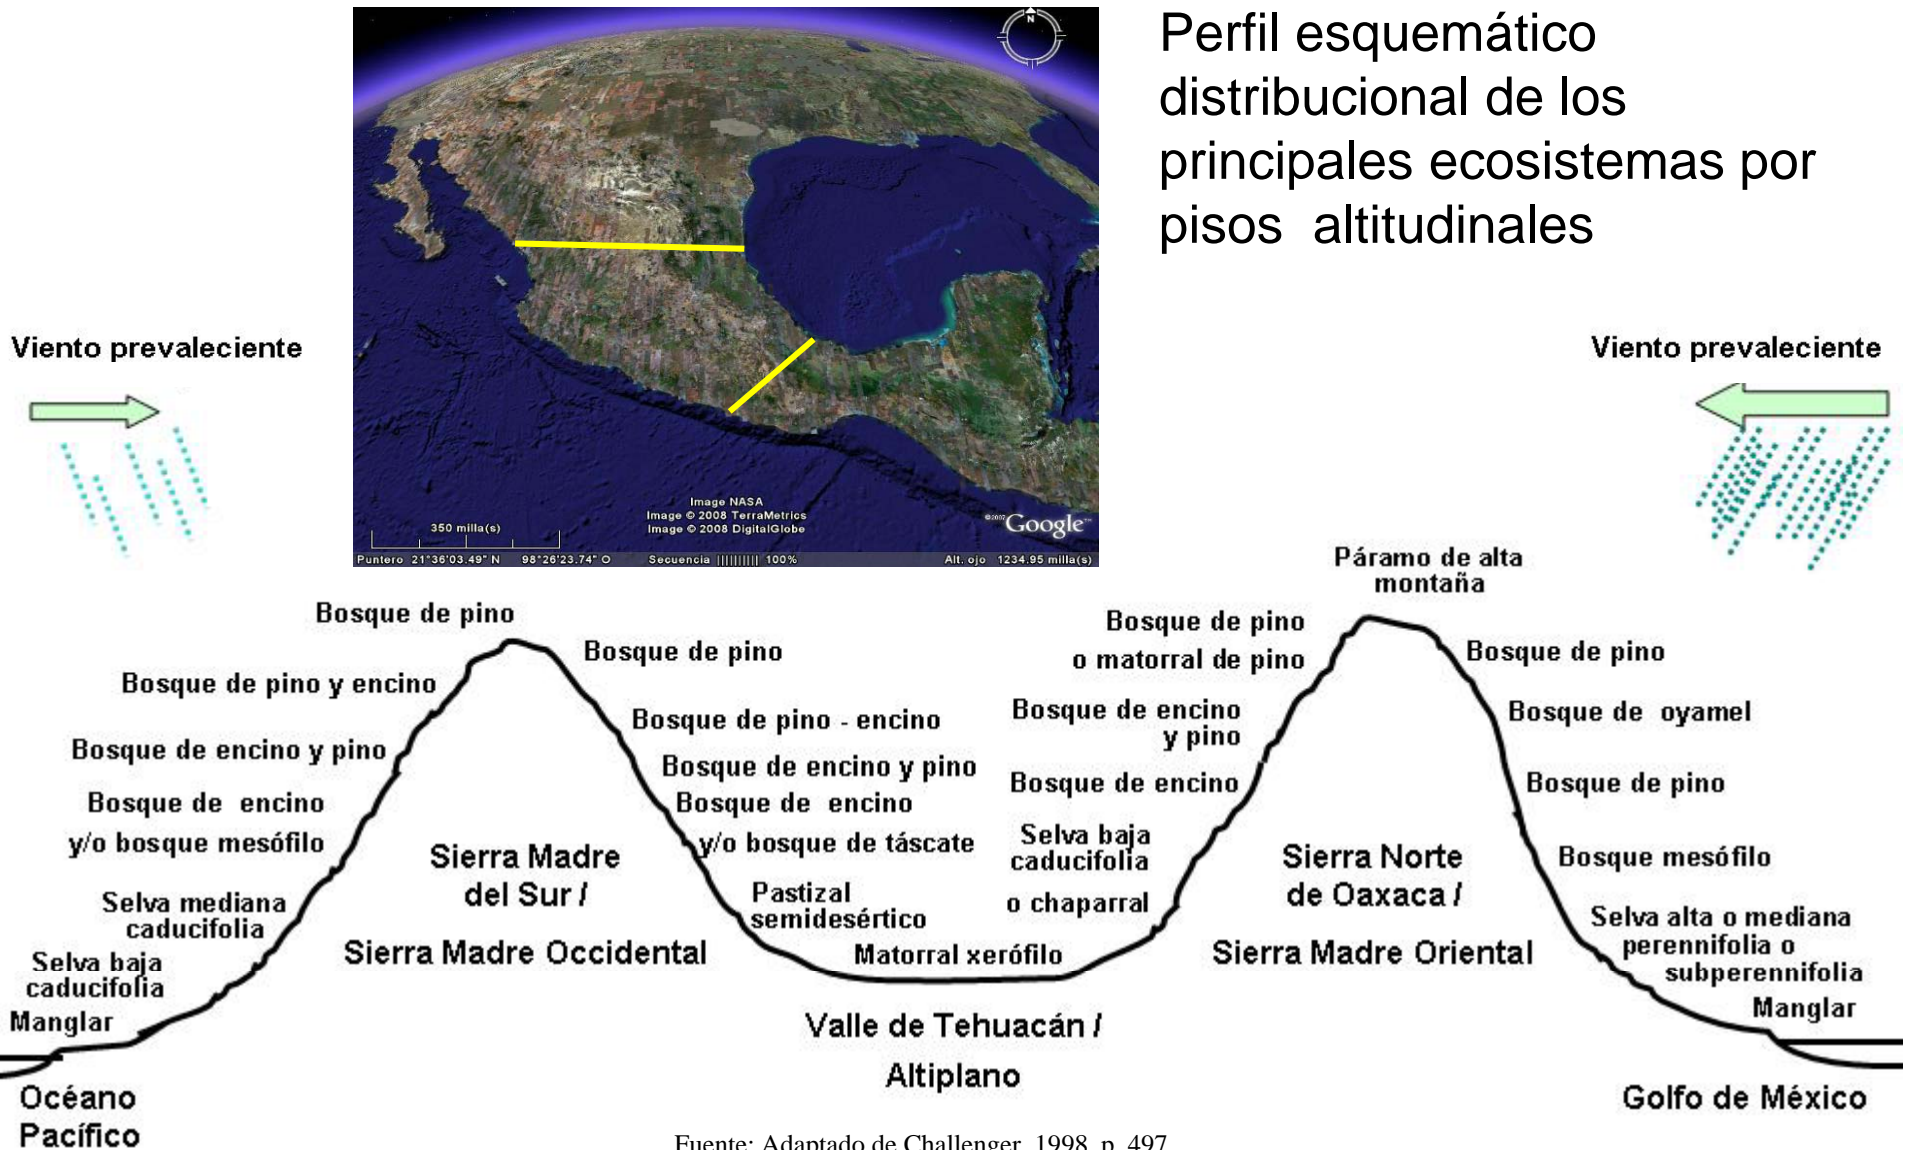 Perfil esquemático
distribucional de los
principales ecosistemas por
pisos altitudinales
N
Image NASA
Image © 2008 TerraMetrics
Image © 2008 DigitalGlobe
350 milla(s)
©2007 Google™
Puntero 21°36'03.49" N 98°26'23.74" O Secuencia |||||||||| 100% Alt. ojo 1234.95 milla(s)
Viento prevaleciente
Viento prevaleciente
Bosque de pino
Bosque de pino y encino
Bosque de encino y pino
Bosque de encino
y/o bosque mesófilo
Selva mediana
caducifolia
Selva baja
caducifolia
Manglar
Océano
Pacífico
Sierra Madre
del Sur /
Sierra Madre Occidental
Bosque de pino
Bosque de pino - encino
Bosque de encino y pino
Bosque de encino
y/o bosque de táscate
Pastizal
semidesértico
Matorral xerófilo
Valle de Tehuacán /
Altiplano
Bosque de pino
o matorral de pino
Bosque de encino
y pino
Bosque de encino
Selva baja
caducifolia
o chaparral
Páramo de alta
montaña
Sierra Norte
de Oaxaca /
Sierra Madre Oriental
Bosque de pino
Bosque de oyamel
Bosque de pino
Bosque mesófilo
Selva alta o mediana
perennifolia o
subperennifolia
Manglar
Golfo de México
Fuente: Adaptado de Challenger, 1998, p. 497